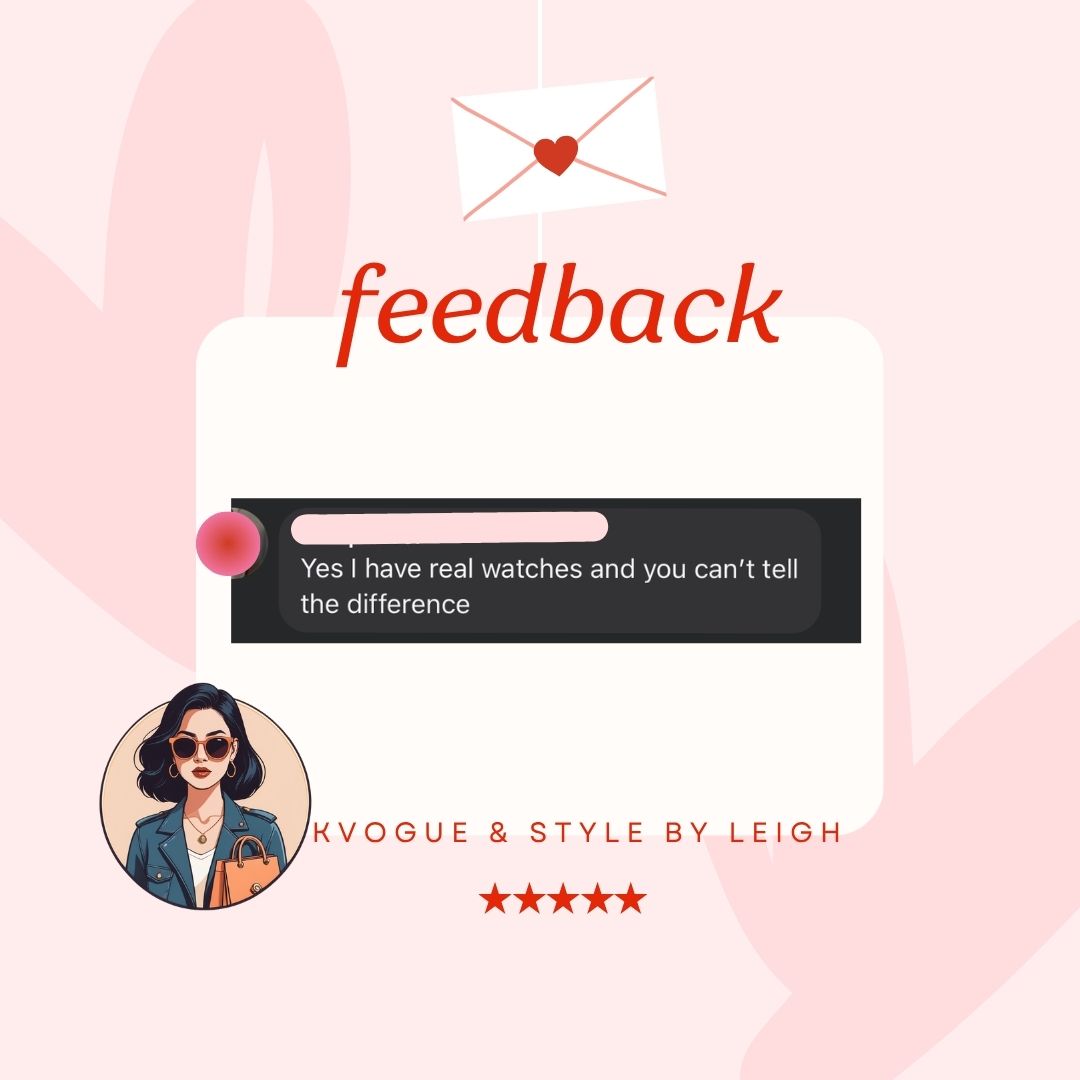 feedback
Yes I have real watches and you can’t tell
the difference
KVOGUE & STYLE BY LEIGH